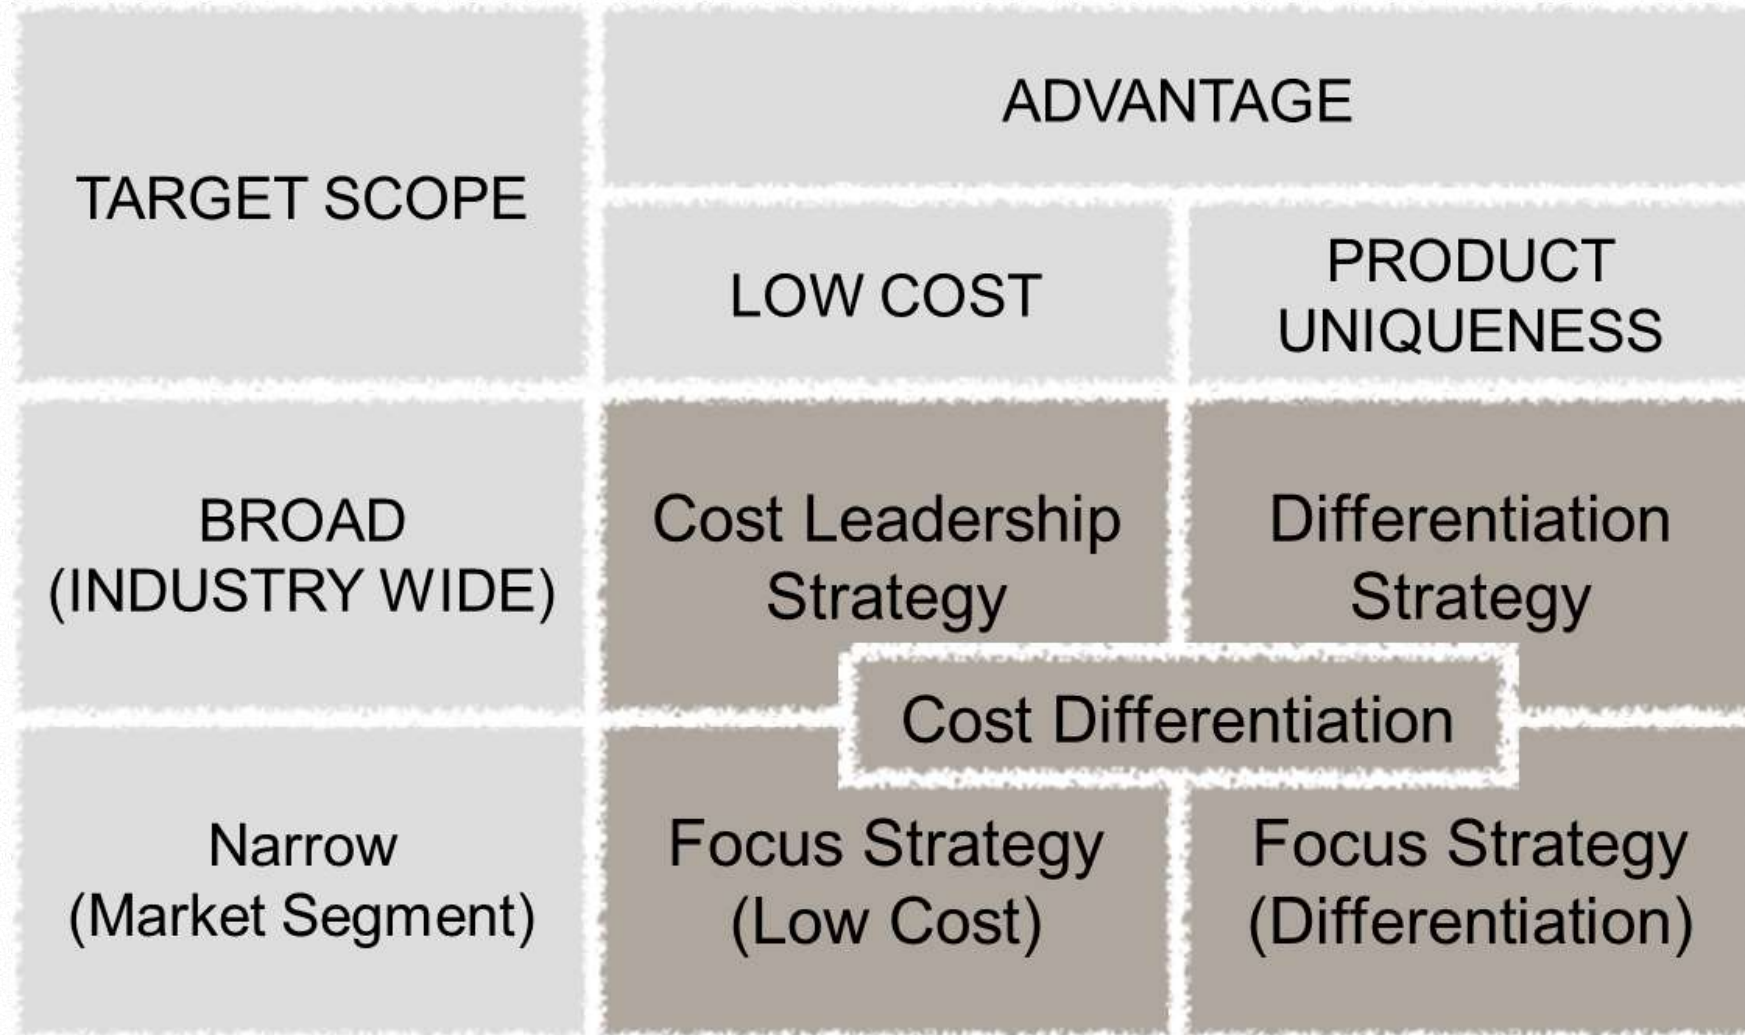 TARGET SCOPE
ADVANTAGE
LOW COST
PRODUCT
UNIQUENESS
BROAD
(INDUSTRY WIDE)
Cost Leadership
Strategy
Differentiation
Strategy
Cost Differentiation
Narrow
(Market Segment)
Focus Strategy
(Low Cost)
Focus Strategy
(Differentiation)